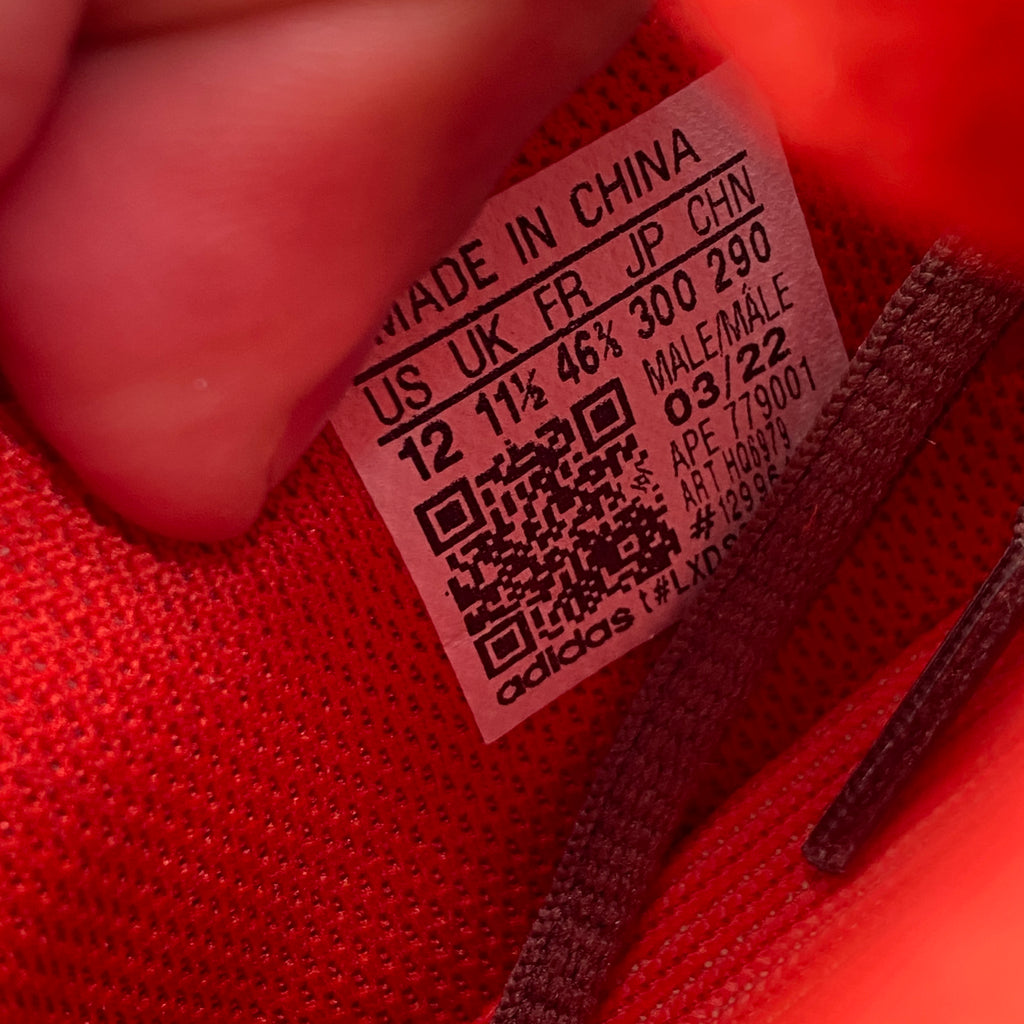 MADE IN CHINA
US UK FR JP CHN
12 11½ 46⅔ 300 290
MALE/MÂLE
03/22
APE 779001
ART HQ6979
adidas